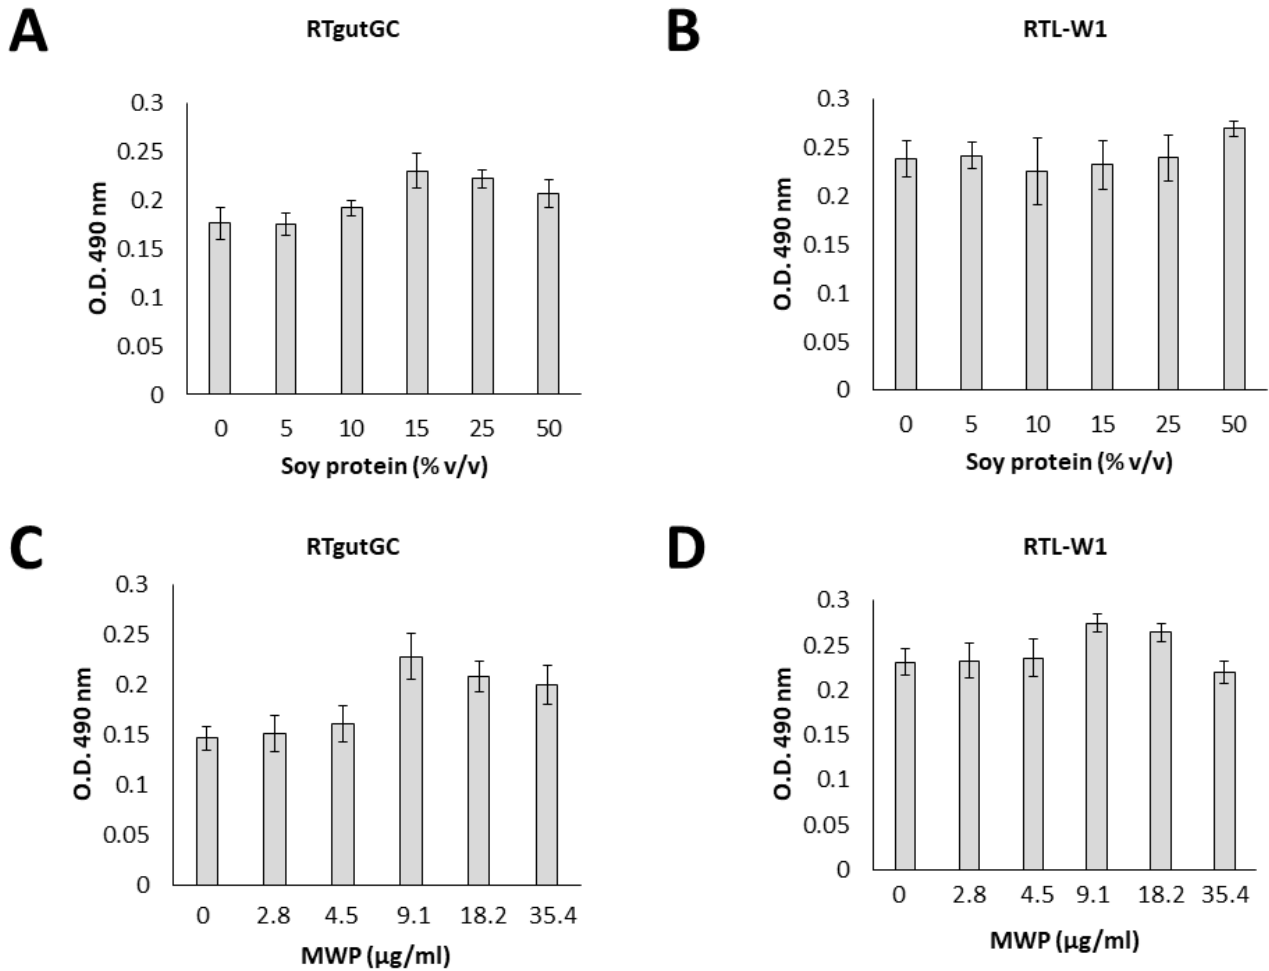 A
RTgutGC
0.3
0.25
0.2
0.15
0.1
0.05
0
O.D. 490 nm
0 5 10 15 25 50
Soy protein (% v/v)
B
RTL-W1
0.3
0.25
0.2
0.15
0.1
0.05
0
O.D. 490 nm
0 5 10 15 25 50
Soy protein (% v/v)
C
RTgutGC
0.3
0.25
0.2
0.15
0.1
0.05
0
O.D. 490 nm
0 2.8 4.5 9.1 18.2 35.4
MWP (μg/ml)
D
RTL-W1
0.3
0.25
0.2
0.15
0.1
0.05
0
O.D. 490 nm
0 2.8 4.5 9.1 18.2 35.4
MWP (μg/ml)